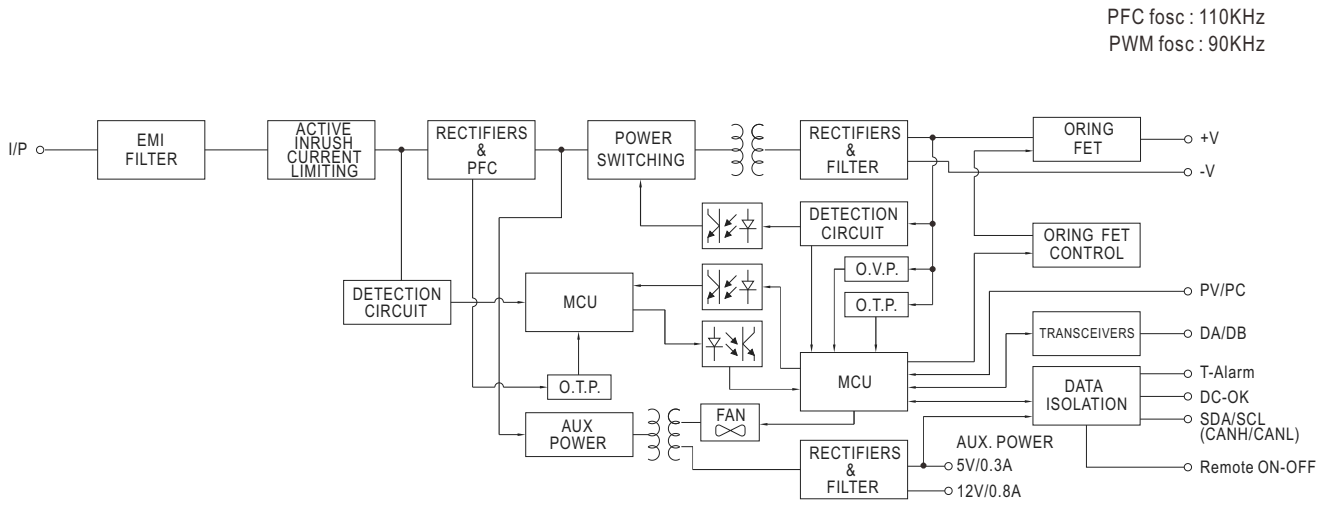 PFC fosc : 110KHz
PWM fosc : 90KHz
I/P
EMI
FILTER
ACTIVE
INRUSH
CURRENT
LIMITING
RECTIFIERS
&
PFC
POWER
SWITCHING
RECTIFIERS
&
FILTER
ORING
FET
+V
-V
DETECTION
CIRCUIT
ORING FET
CONTROL
O.V.P.
O.T.P.
DETECTION
CIRCUIT
MCU
PV/PC
TRANSCEIVERS
DA/DB
O.T.P.
MCU
DATA
ISOLATION
T-Alarm
DC-OK
SDA/SCL
(CANH/CANL)
Remote ON-OFF
AUX
POWER
FAN
RECTIFIERS
&
FILTER
AUX. POWER
5V/0.3A
12V/0.8A